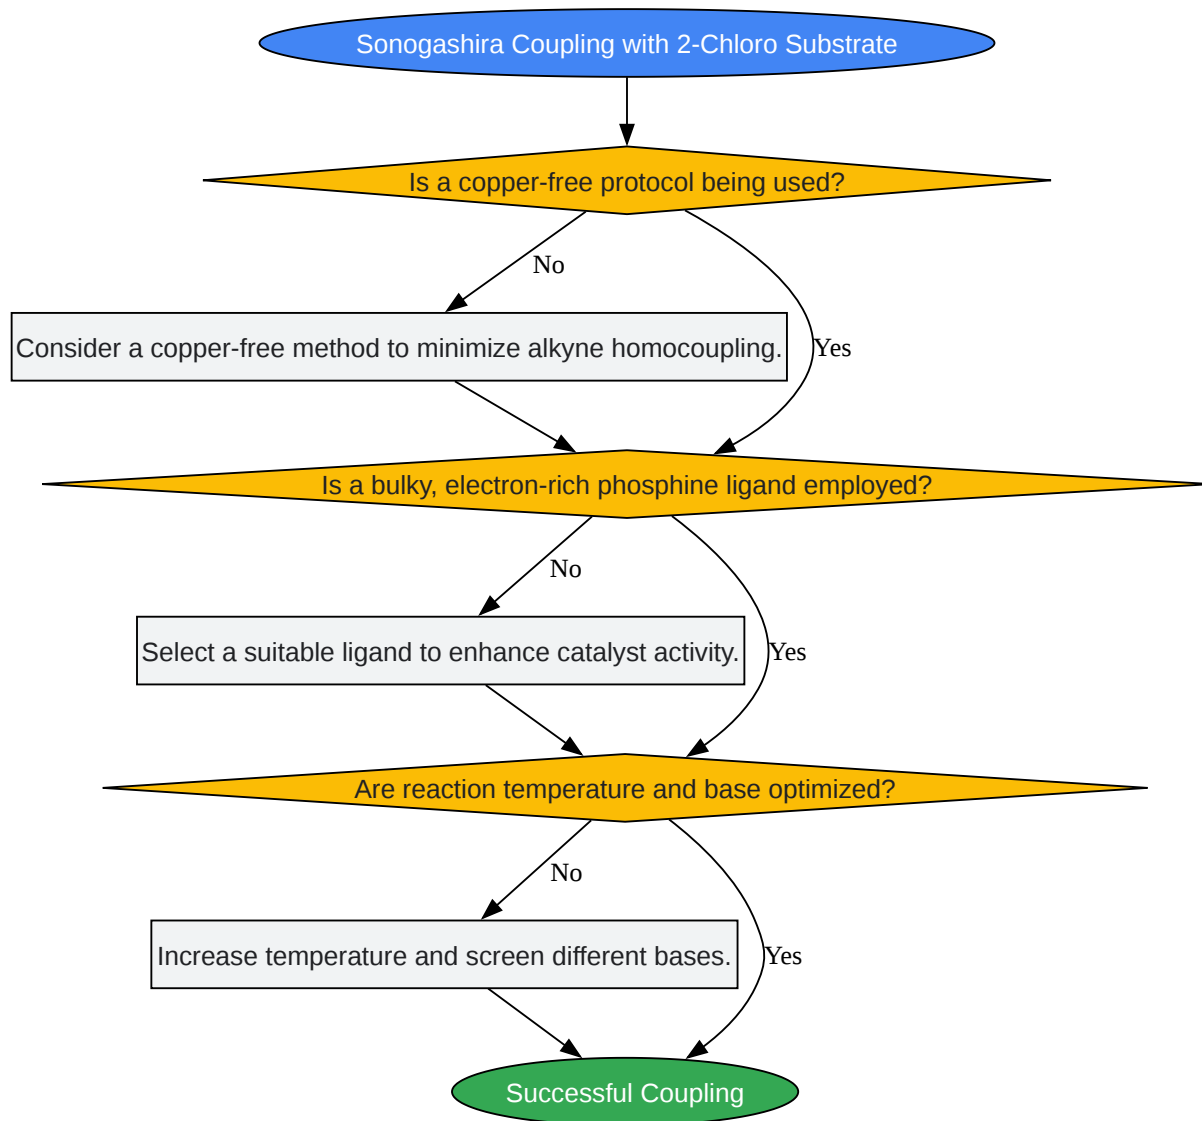 Sonogashira Coupling with 2-Chloro Substrate
Is a copper-free protocol being used?
No
Consider a copper-free method to minimize alkyne homocoupling.
Yes
Is a bulky, electron-rich phosphine ligand employed?
No
Select a suitable ligand to enhance catalyst activity.
Yes
Are reaction temperature and base optimized?
No
Increase temperature and screen different bases.
Yes
Successful Coupling